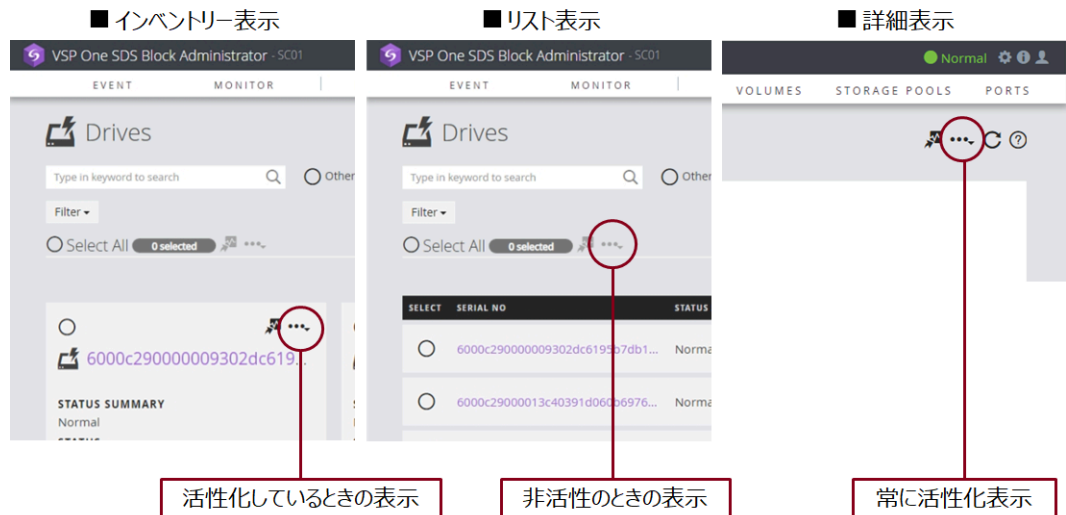 ■ インベントリー表示
VSP One SDS Block Administrator - SC01
EVENT MONITOR
Drives
Type in keyword to search
Other
Filter
Select All 0 selected
6000c290000009302dc619...
STATUS SUMMARY
Normal
STATUS
活性化しているときの表示
■ リスト表示
VSP One SDS Block Administrator - SC01
EVENT MONITOR
Drives
Type in keyword to search
Other
Filter
Select All 0 selected
SELECT SERIAL NO STATUS
6000c290000009302dc6195b7db1... Norma
6000c29000013c40391d060b6976... Norma
非活性のときの表示
■ 詳細表示
Normal
VOLUMES STORAGE POOLS PORTS
常に活性化表示